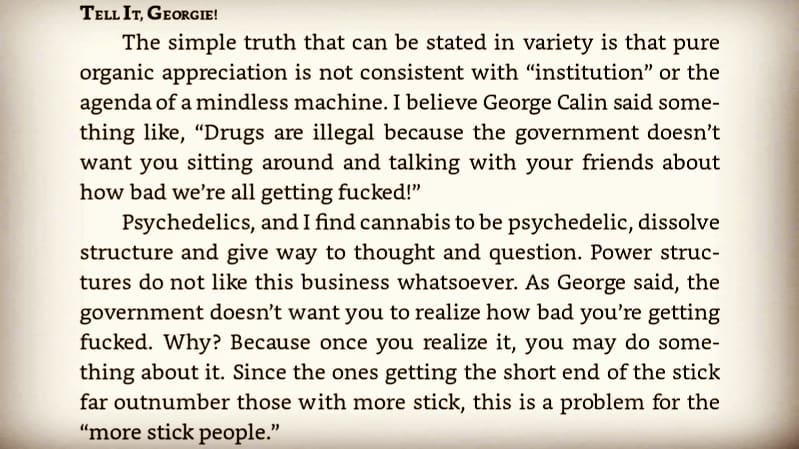 TELL IT, GEORGIE!
The simple truth that can be stated in variety is that pure
organic appreciation is not consistent with “institution” or the
agenda of a mindless machine. I believe George Calin said some-
thing like, “Drugs are illegal because the government doesn’t
want you sitting around and talking with your friends about
how bad we’re all getting fucked!”
Psychedelics, and I find cannabis to be psychedelic, dissolve
structure and give way to thought and question. Power struc-
tures do not like this business whatsoever. As George said, the
government doesn’t want you to realize how bad you’re getting
fucked. Why? Because once you realize it, you may do some-
thing about it. Since the ones getting the short end of the stick
far outnumber those with more stick, this is a problem for the
“more stick people.”